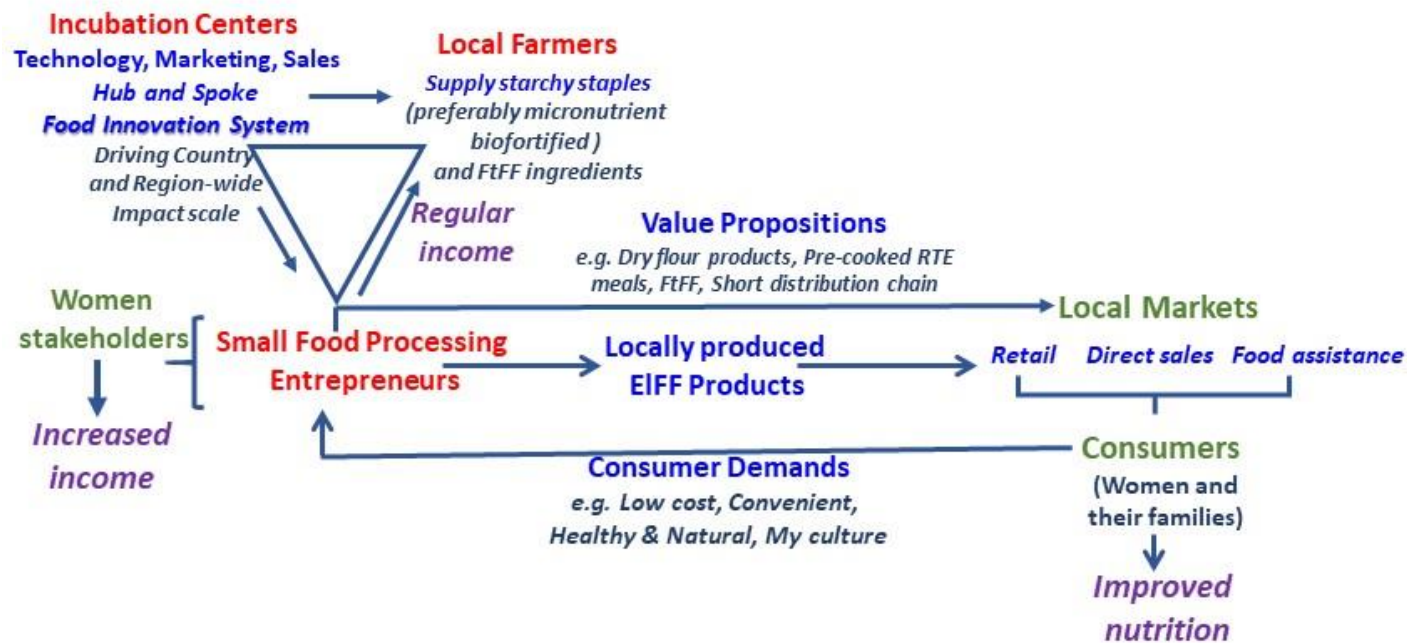 Incubation Centers
Technology, Marketing, Sales
Hub and Spoke
Food Innovation System
Driving Country
and Region-wide
Impact scale
Local Farmers
Supply starchy staples
(preferably micronutrient
biofortified )
and FtFF ingredients
Regular
income
Value Propositions
e.g. Dry flour products, Pre-cooked RTE
meals, FtFF, Short distribution chain
Women
stakeholders
Increased
income
Small Food Processing
Entrepreneurs
Locally produced
ElFF Products
Local Markets
Retail Direct sales Food assistance
Consumers
(Women and
their families)
Improved
nutrition
Consumer Demands
e.g. Low cost, Convenient,
Healthy & Natural, My culture